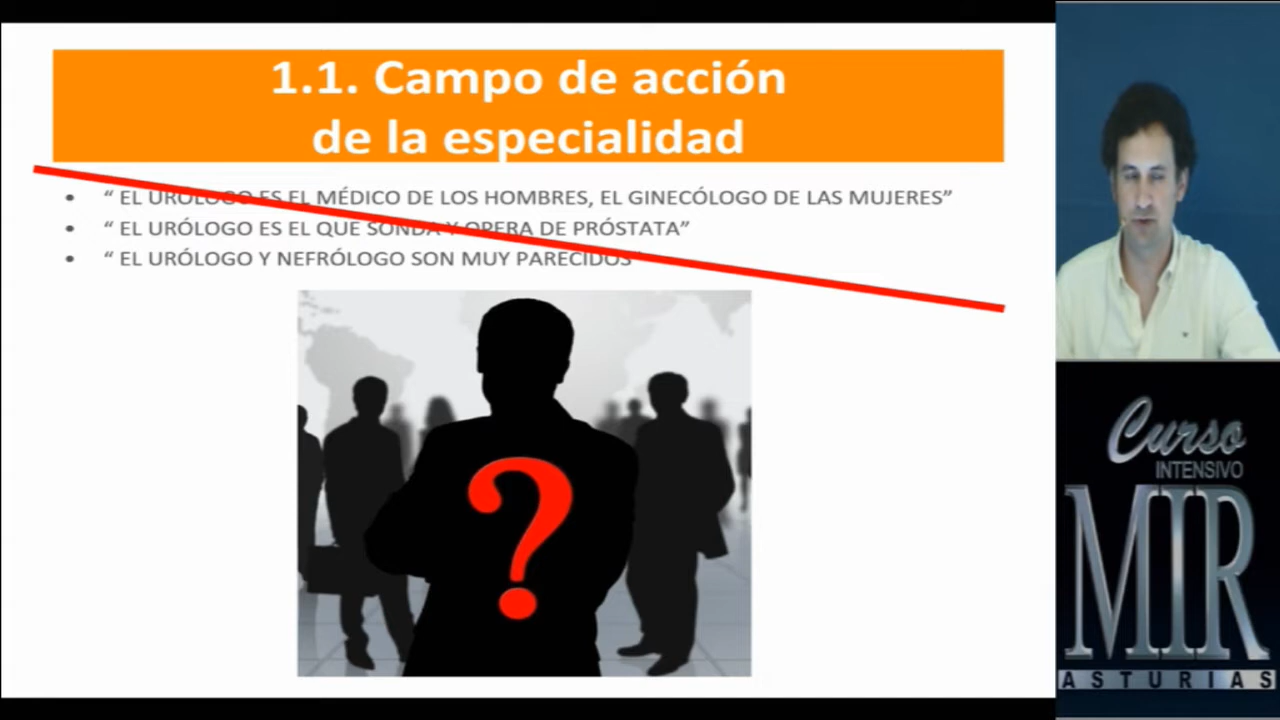 1.1. Campo de acción
de la especialidad
• “ EL URÓLOGO ES EL MÉDICO DE LOS HOMBRES, EL GINECÓLOGO DE LAS MUJERES”
• “ EL URÓLOGO ES EL QUE SONDA Y OPERA DE PRÓSTATA”
• “ EL URÓLOGO Y NEFRÓLOGO SON MUY PARECIDOS”
?
Curso
INTENSIVO
MIR
ASTURIAS